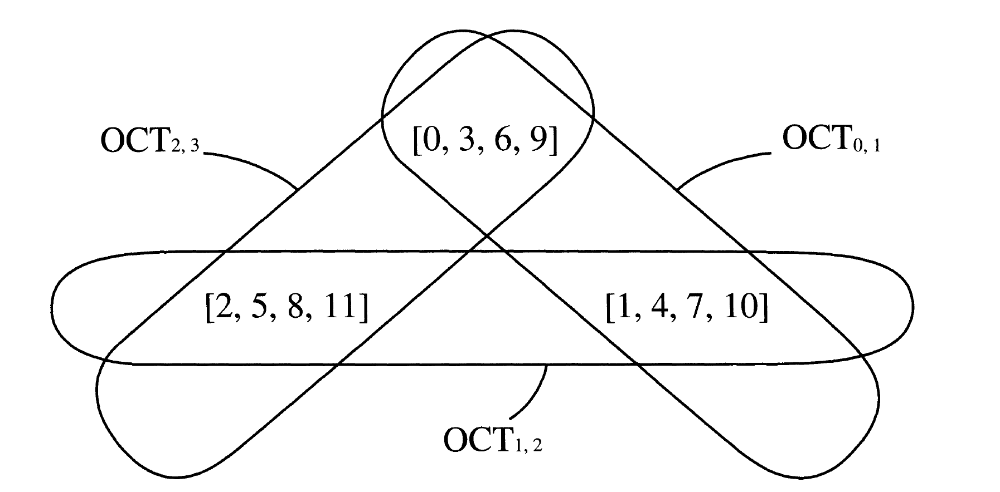 OCT2, 3
[0, 3, 6, 9]
OCT0, 1
[2, 5, 8, 11]
[1, 4, 7, 10]
OCT1, 2